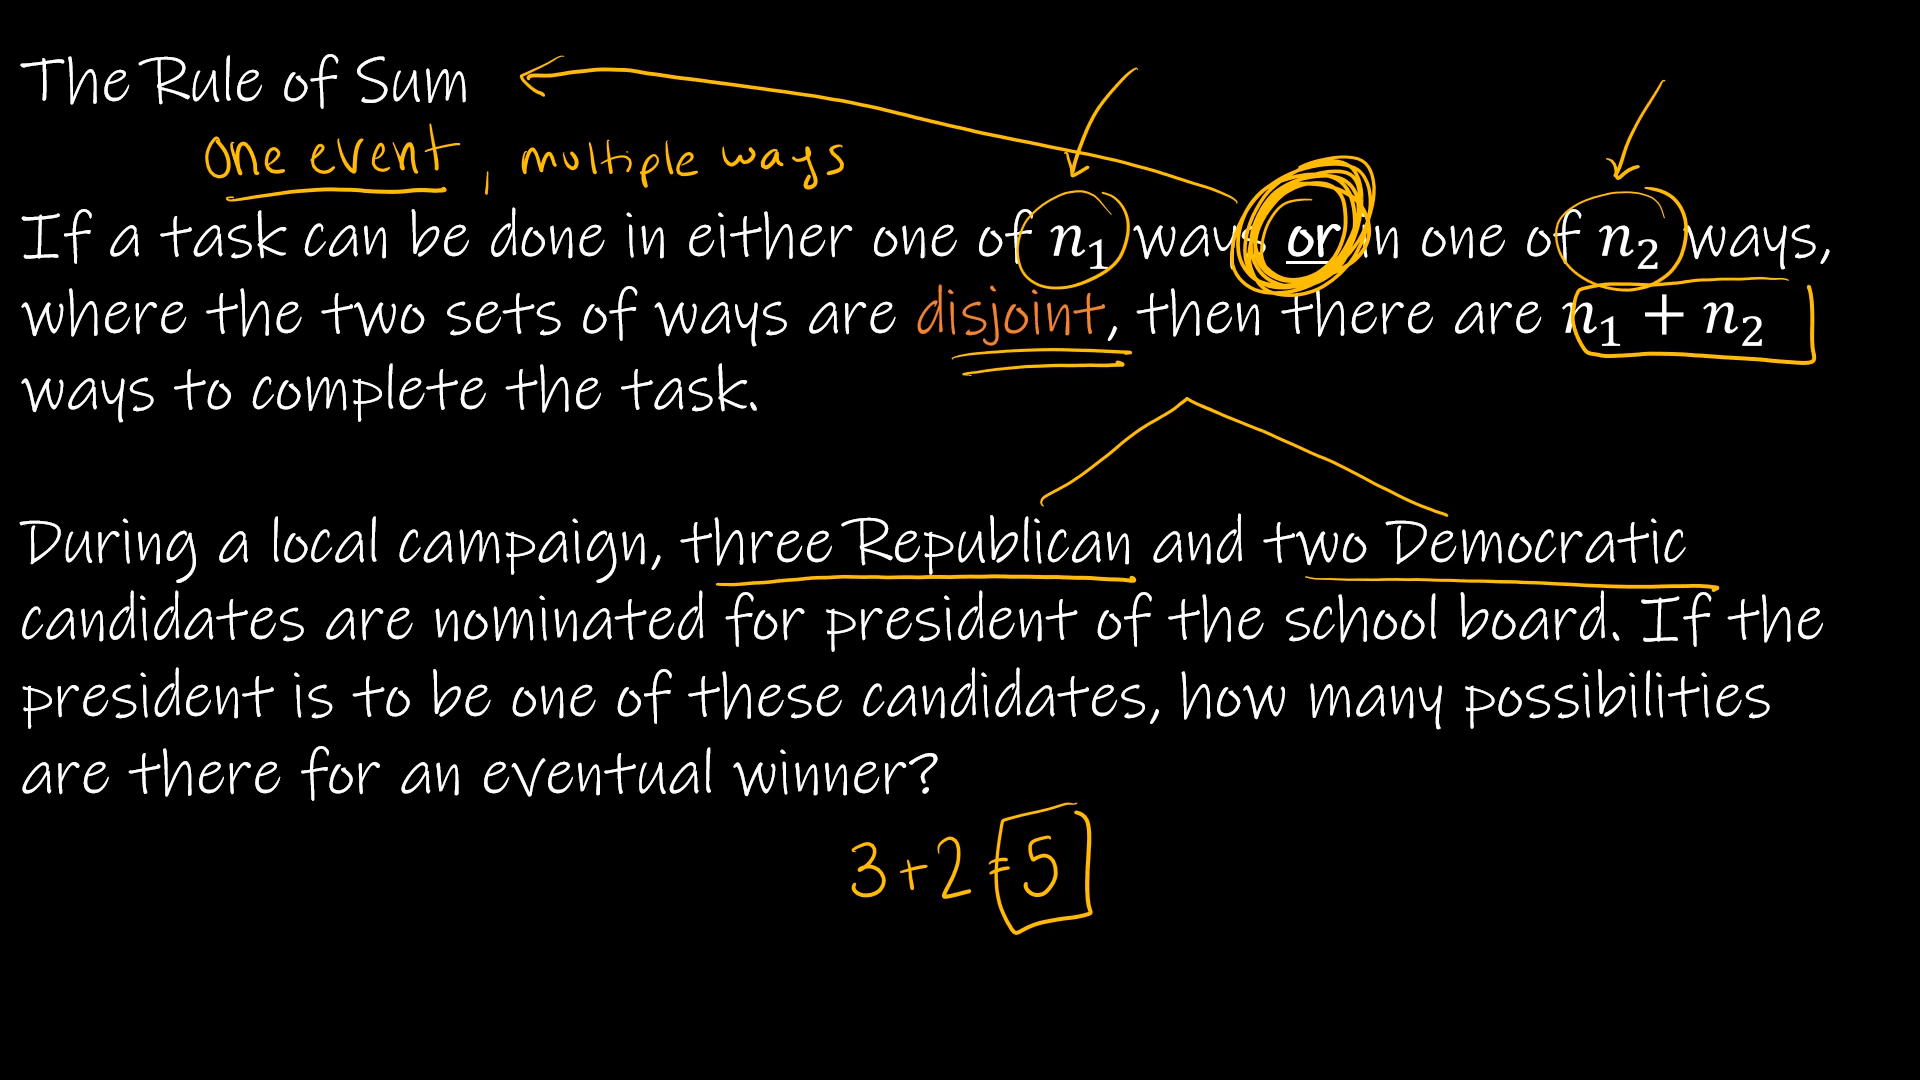 The Rule of Sum
one event, multiple ways
If a task can be done in either one of n₁ ways or in one of n₂ ways,
where the two sets of ways are disjoint, then there are n₁ + n₂
ways to complete the task.
During a local campaign, three Republican and two Democratic
candidates are nominated for president of the school board. If the
president is to be one of these candidates, how many possibilities
are there for an eventual winner?
3+2=5